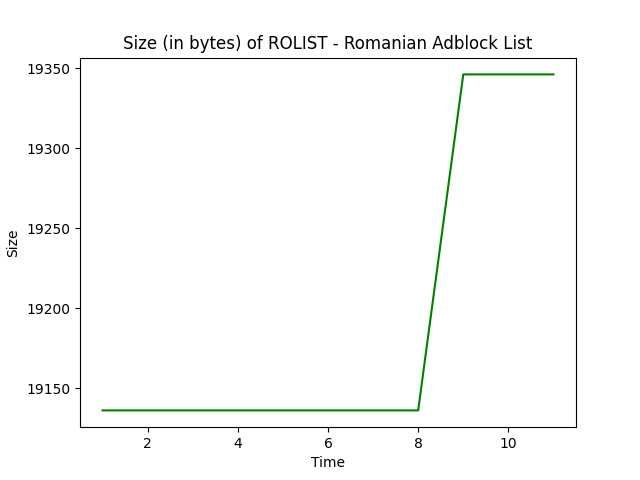 Size (in bytes) of ROLIST - Romanian Adblock List
19350
19300
19250
19200
19150
Size
2 4 6 8 10
Time